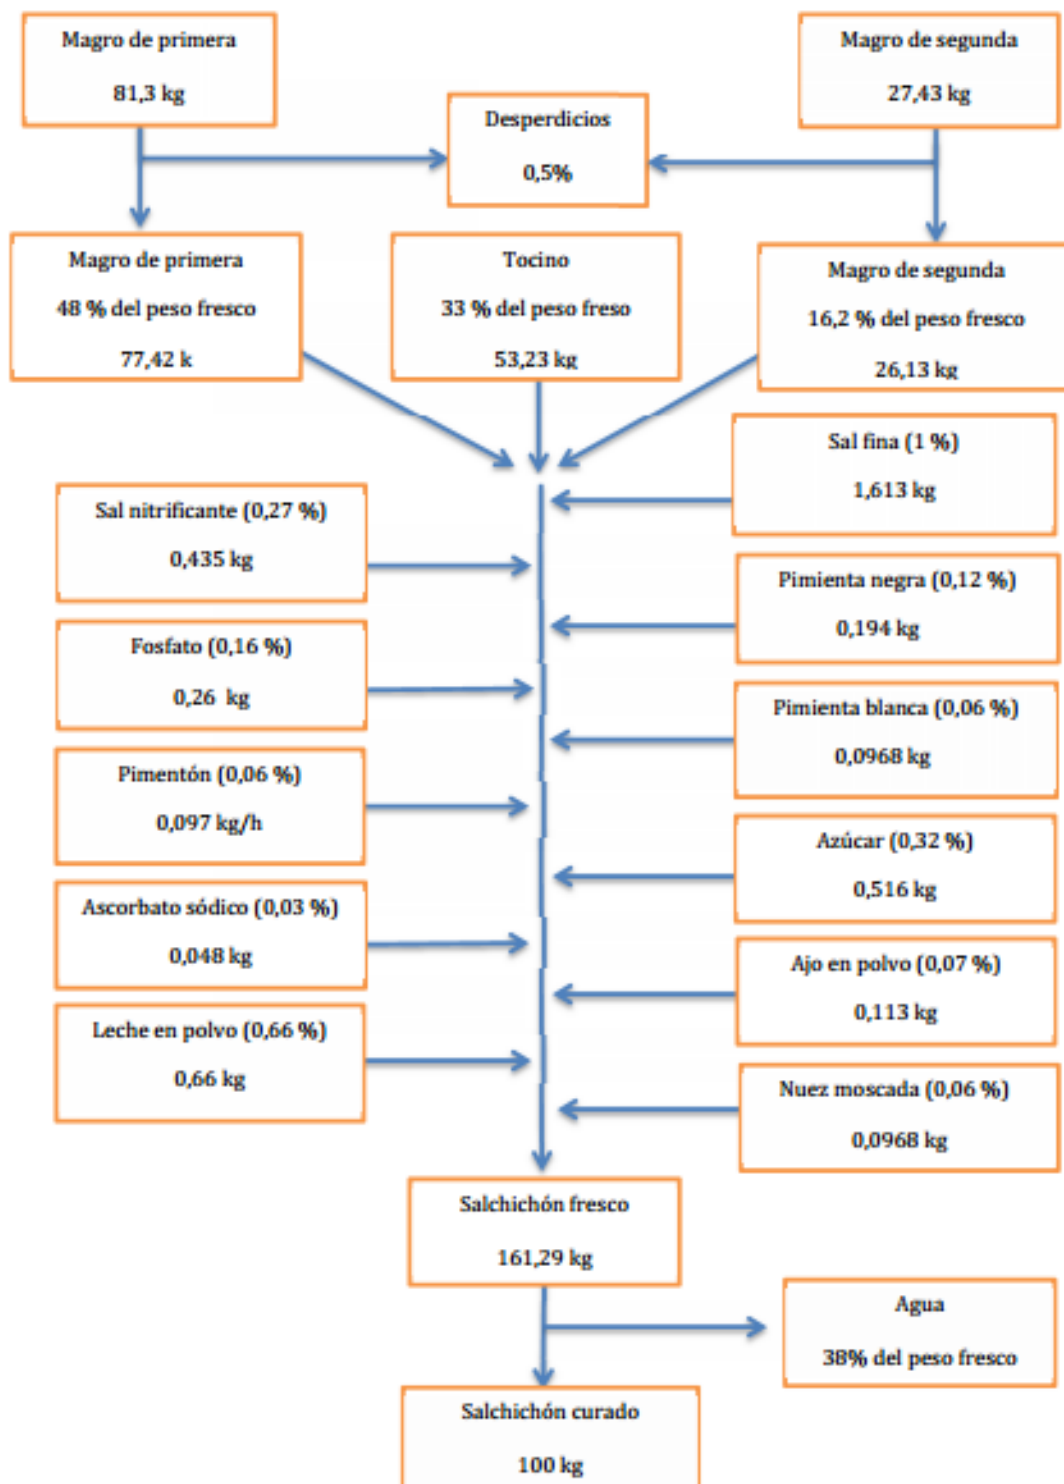 Magro de primera
81,3 kg
Magro de segunda
27,43 kg
Desperdicios
0,5%
Magro de primera
48 % del peso fresco
77,42 k
Tocino
33 % del peso freso
53,23 kg
Magro de segunda
16,2 % del peso fresco
26,13 kg
Sal fina (1 %)
1,613 kg
Sal nitrificante (0,27 %)
0,435 kg
Pimienta negra (0,12 %)
0,194 kg
Fosfato (0,16 %)
0,26 kg
Pimienta blanca (0,06 %)
0,0968 kg
Pimentón (0,06 %)
0,097 kg/h
Azúcar (0,32 %)
0,516 kg
Ascorbato sódico (0,03 %)
0,048 kg
Ajo en polvo (0,07 %)
0,113 kg
Leche en polvo (0,66 %)
0,66 kg
Nuez moscada (0,06 %)
0,0968 kg
Salchichón fresco
161,29 kg
Agua
38% del peso fresco
Salchichón curado
100 kg